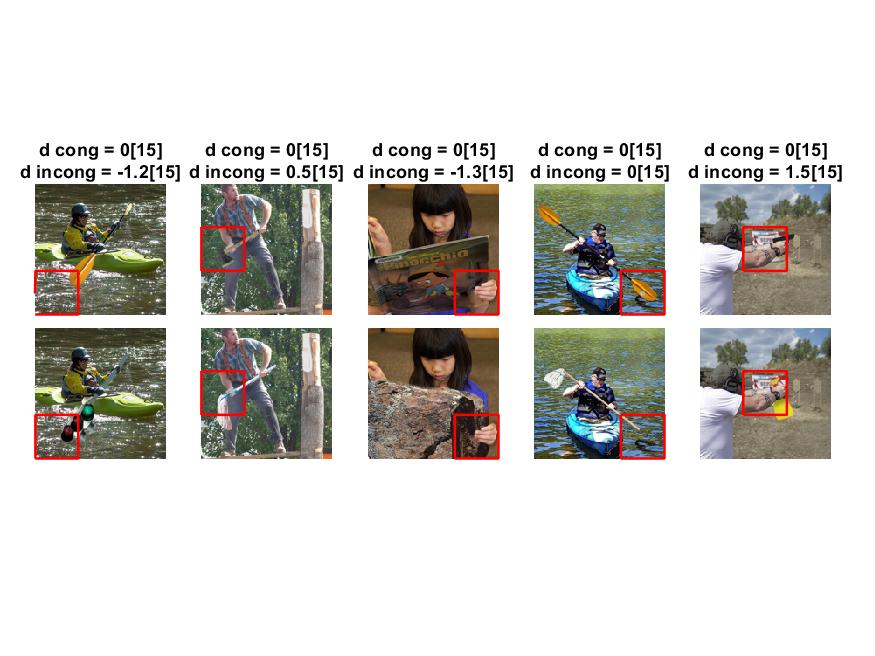 d cong = 0[15]
d incong = -1.2[15]
d cong = 0[15]
d incong = 0.5[15]
d cong = 0[15]
d incong = -1.3[15]
d cong = 0[15]
d incong = 0[15]
d cong = 0[15]
d incong = 1.5[15]
Pinocchio